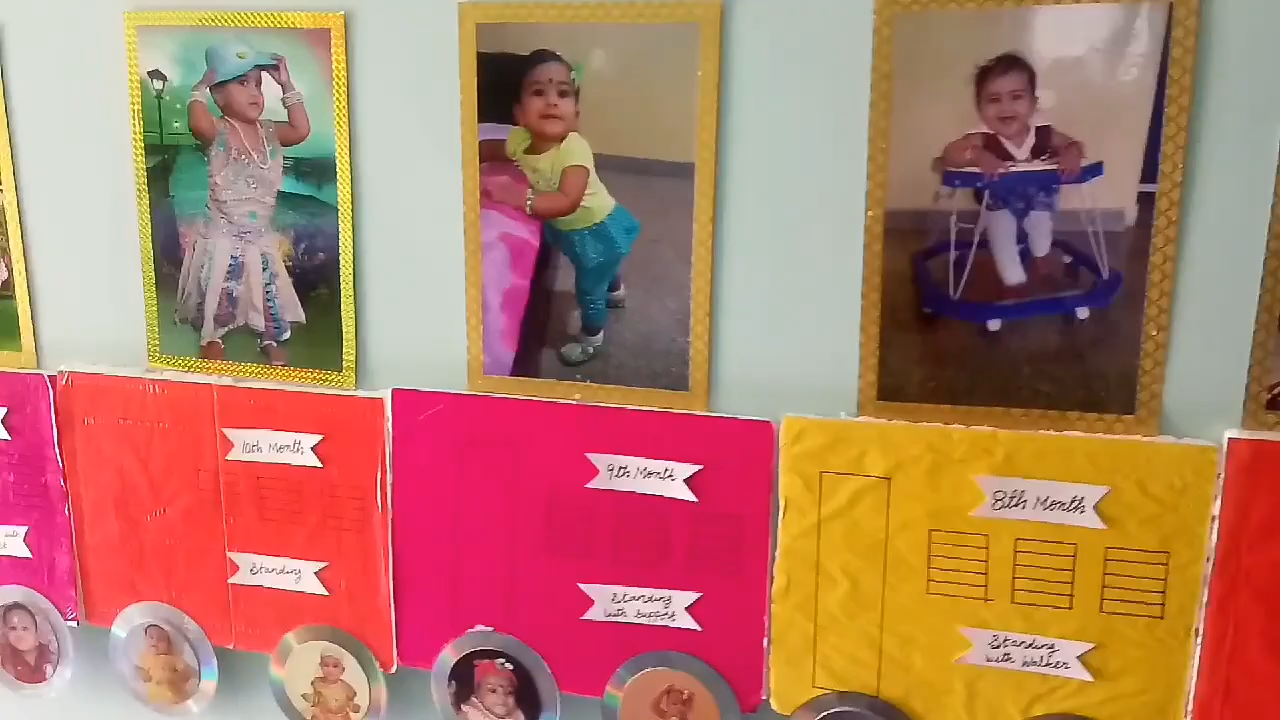 10th Month
Standing
9th Month
Standing
with Support
8th Month
Standing
with Walker